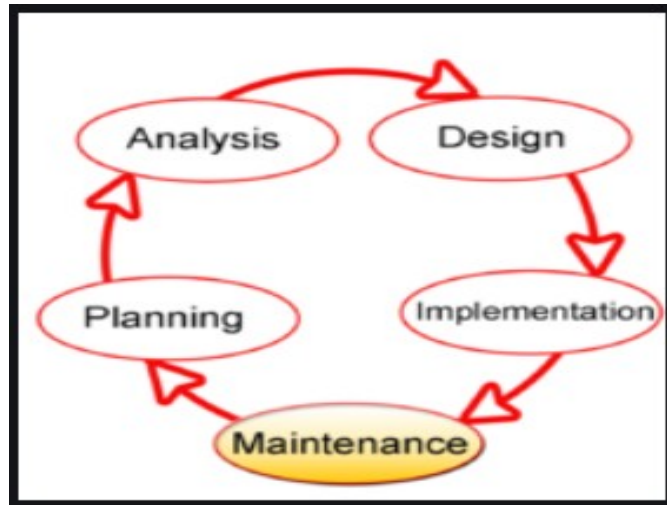 Analysis
Design
Planning
Implementation
Maintenance